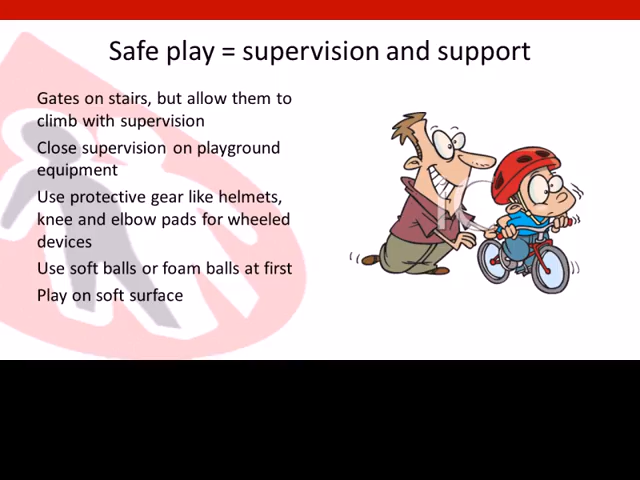 Safe play = supervision and support
Gates on stairs, but allow them to
climb with supervision
Close supervision on playground
equipment
Use protective gear like helmets,
knee and elbow pads for wheeled
devices
Use soft balls or foam balls at first
Play on soft surface